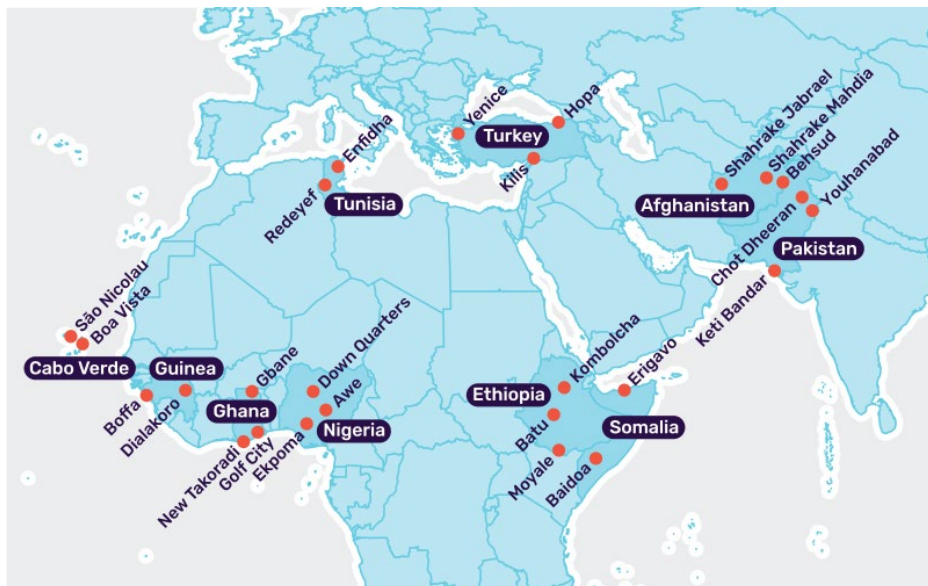 Yenice
Hopa
Turkey
Kilis
Enfidha
Redeyef
Tunisia
Shahrake Jabrael
Shahrake Mahdia
Behsud
Afghanistan
Chot Dheeran
Youhanabad
Pakistan
Keti Bandar
São Nicolau
Boa Vista
Cabo Verde
Guinea
Boffa
Dialakoro
Gbane
Ghana
New Takoradi
Golf City
Down Quarters
Awe
Ekpoma
Nigeria
Kombolcha
Ethiopia
Batu
Moyale
Erigavo
Somalia
Baidoa